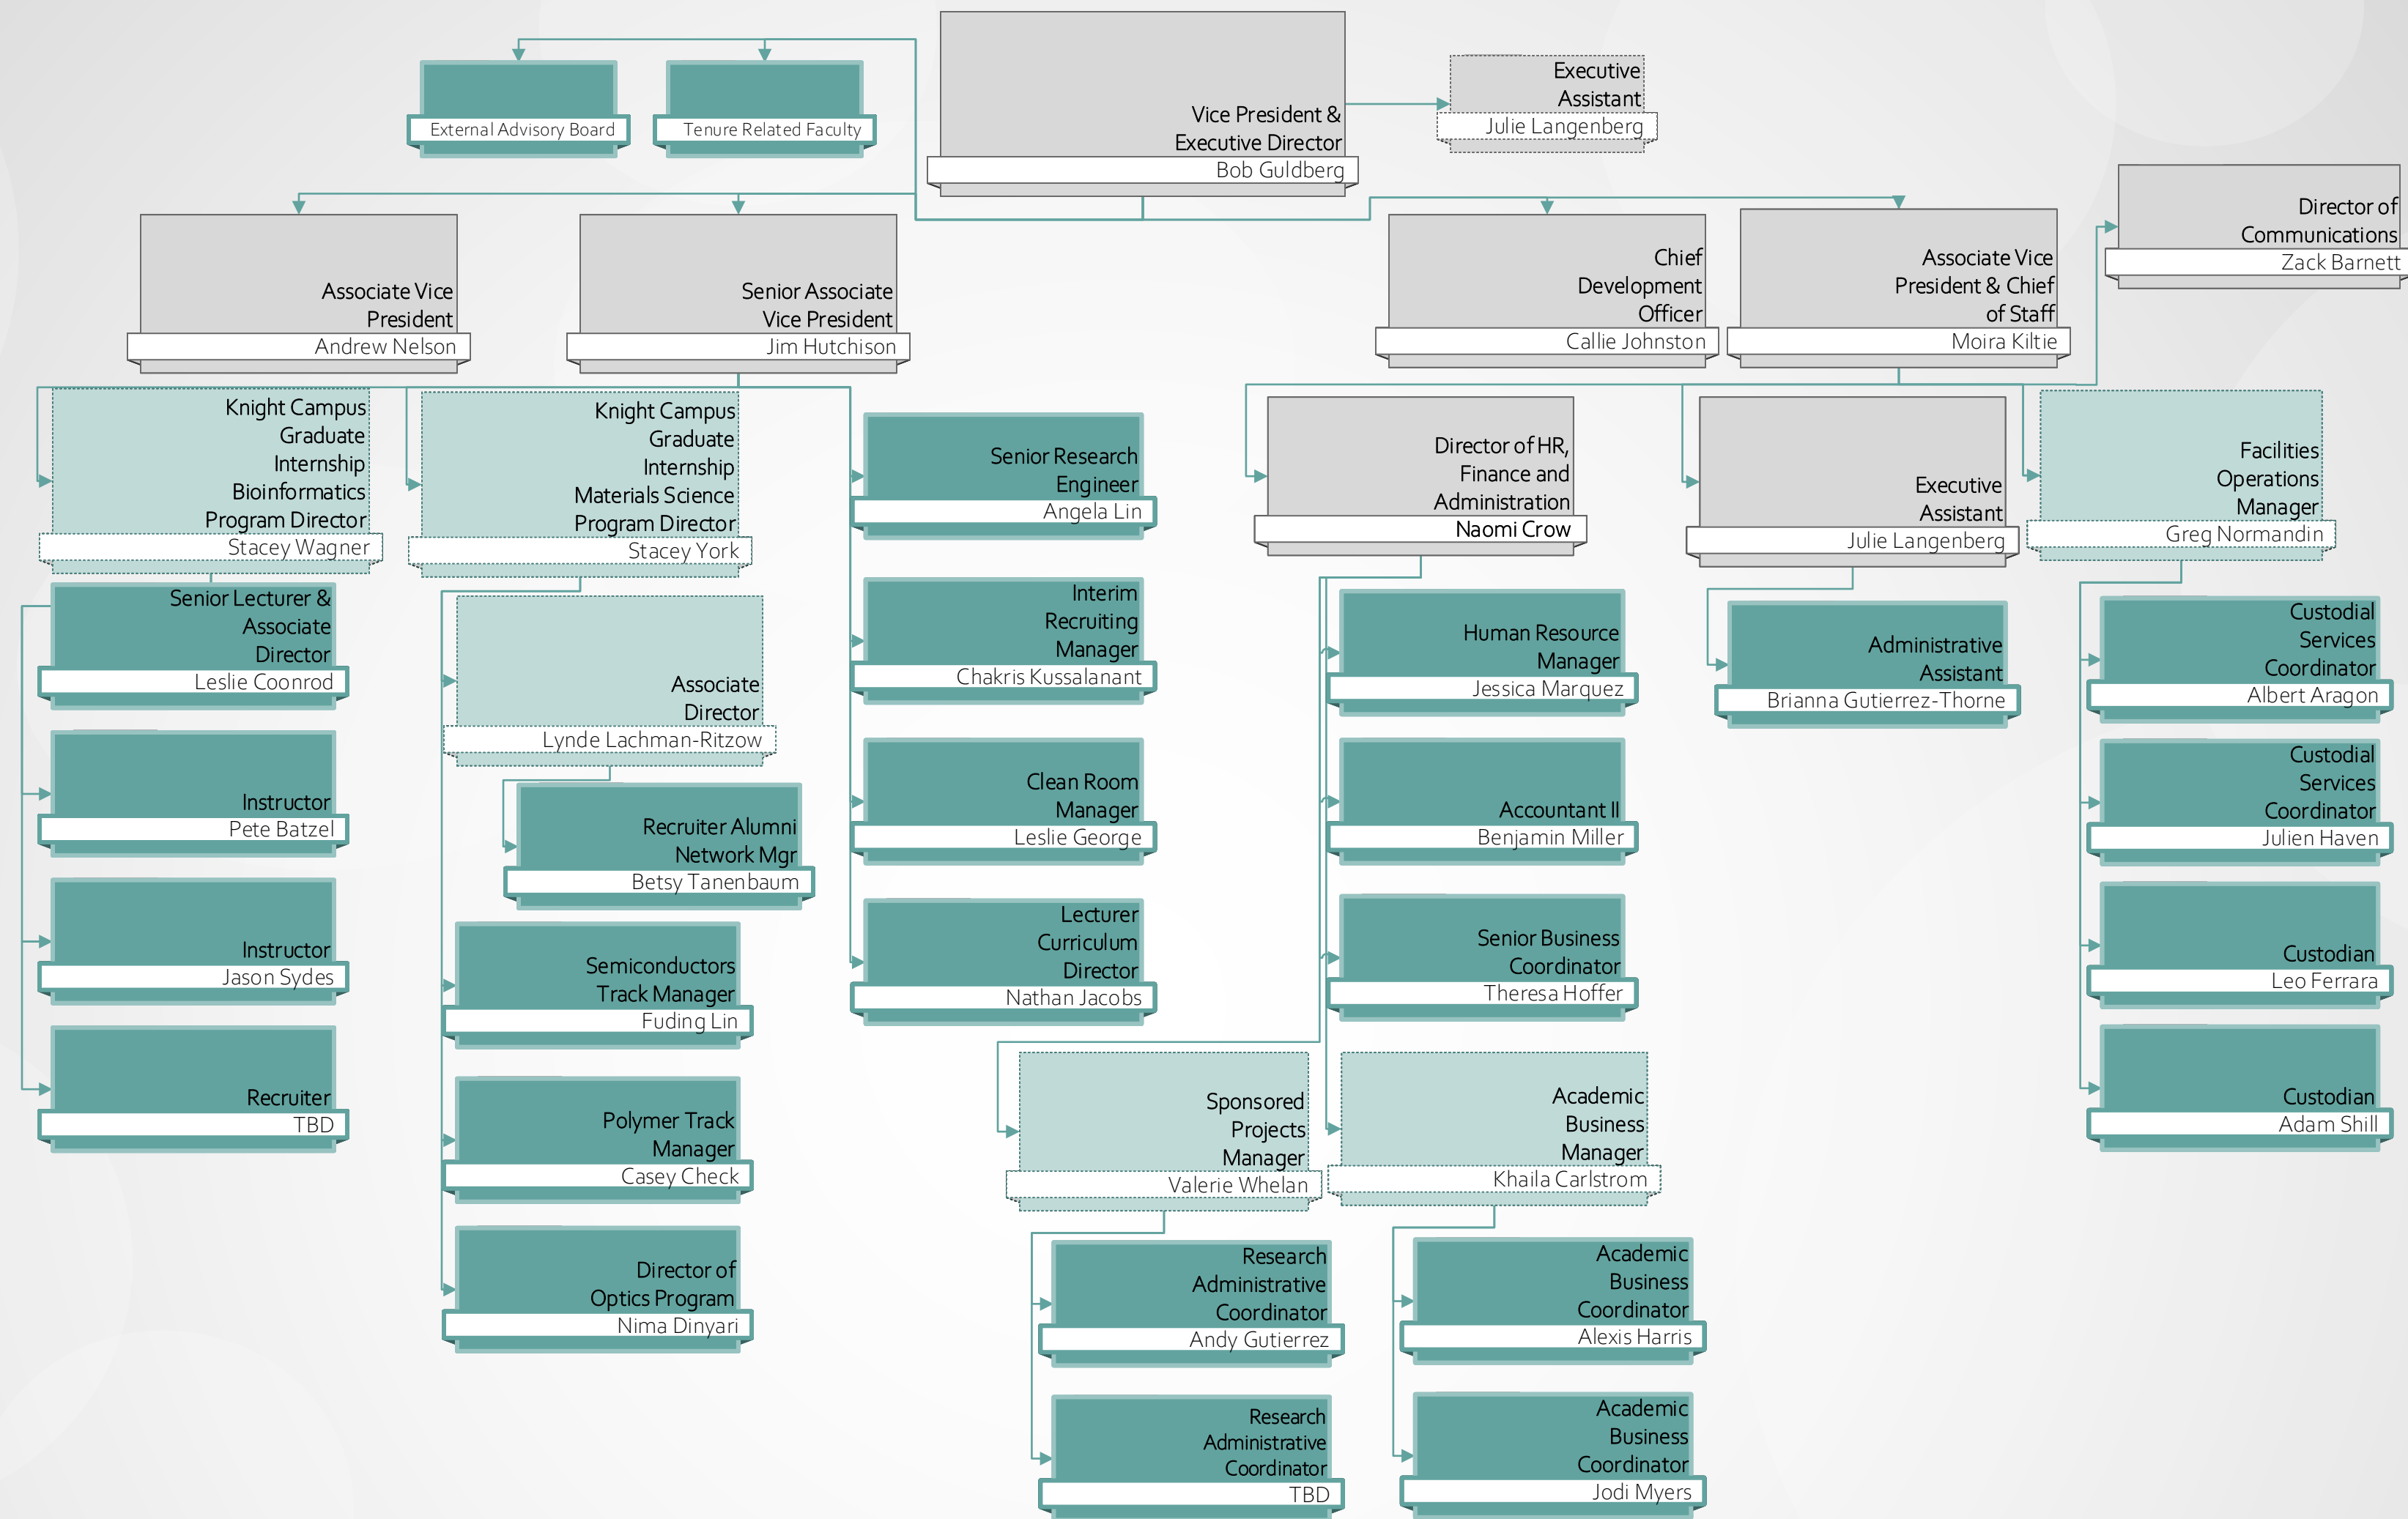 External Advisory Board
Tenure Related Faculty
Vice President &
Executive Director
Bob Guldberg
Executive
Assistant
Julie Langenberg
Director of
Communications
Zack Barnett
Associate Vice
President
Andrew Nelson
Senior Associate
Vice President
Jim Hutchison
Chief
Development
Officer
Callie Johnston
Associate Vice
President & Chief
of Staff
Moira Kiltie
Knight Campus
Graduate
Internship
Bioinformatics
Program Director
Stacey Wagner
Knight Campus
Graduate
Internship
Materials Science
Program Director
Stacey York
Senior Research
Engineer
Angela Lin
Director of HR,
Finance and
Administration
Naomi Crow
Executive
Assistant
Julie Langenberg
Facilities
Operations
Manager
Greg Normandin
Senior Lecturer &
Associate
Director
Leslie Coonrod
Associate
Director
Lynde Lachman-Ritzow
Interim
Recruiting
Manager
Chakris Kussalanant
Human Resource
Manager
Jessica Marquez
Administrative
Assistant
Brianna Gutierrez-Thorne
Custodial
Services
Coordinator
Albert Aragon
Instructor
Pete Batzel
Recruiter Alumni
Network Mgr
Betsy Tanenbaum
Clean Room
Manager
Leslie George
Accountant II
Benjamin Miller
Custodial
Services
Coordinator
Julien Haven
Instructor
Jason Sydes
Semiconductors
Track Manager
Fuding Lin
Lecturer
Curriculum
Director
Nathan Jacobs
Senior Business
Coordinator
Theresa Hoffer
Custodian
Leo Ferrara
Recruiter
TBD
Polymer Track
Manager
Casey Check
Sponsored
Projects
Manager
Valerie Whelan
Academic
Business
Manager
Khaila Carlstrom
Custodian
Adam Shill
Director of
Optics Program
Nima Dinyari
Research
Administrative
Coordinator
Andy Gutierrez
Academic
Business
Coordinator
Alexis Harris
Research
Administrative
Coordinator
TBD
Academic
Business
Coordinator
Jodi Myers